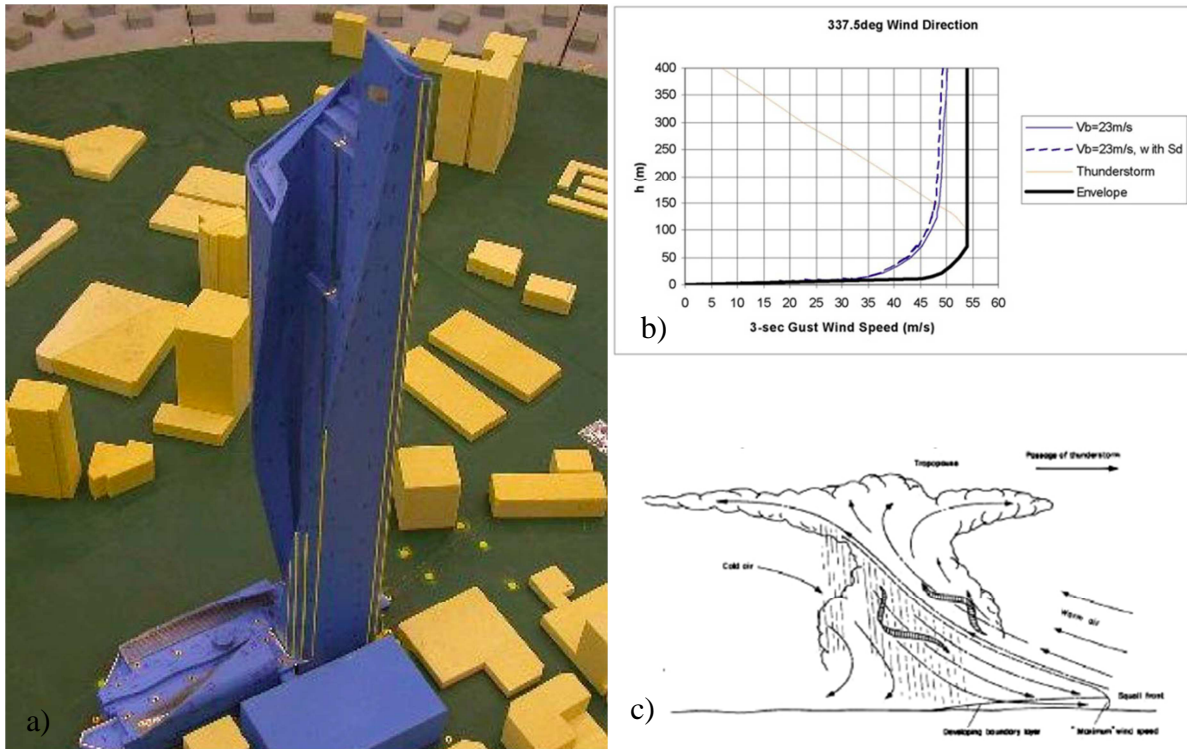 a)
337.5deg Wind Direction
400
350
300
250
200
150
100
50
0
h (m)
0 5 10 15 20 25 30 35 40 45 50 55 60
3-sec Gust Wind Speed (m/s)
Vb=23m/s
Vb=23m/s, with Sd
Thunderstorm
Envelope
b)
Passage of thunderstorm
Tropopause
Cold air
Warm air
Squall front
Developing boundary layer
"Maximum" wind speed
c)